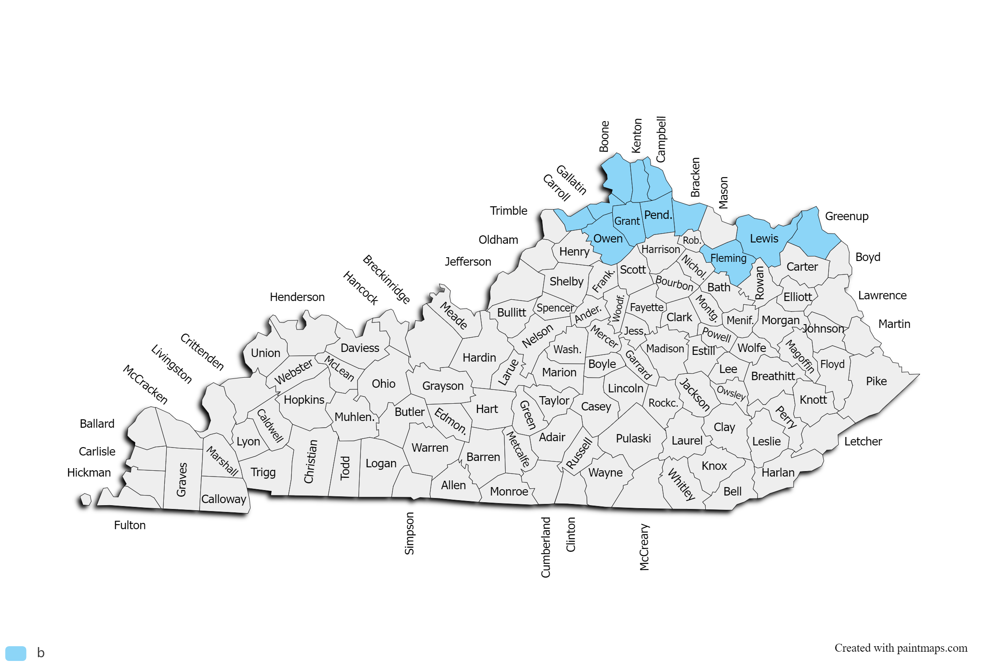 Boone
Kenton
Campbell
Gallatin
Carroll
Bracken
Mason
Trimble
Grant
Pend.
Greenup
Owen
Lewis
Oldham
Henry
Harrison
Rob.
Fleming
Boyd
Jefferson
Breckinridge
Hancock
Shelby
Frank.
Scott
Nichol.
Bourbon
Bath
Rowan
Carter
Elliott
Lawrence
Henderson
Meade
Bullitt
Spencer
Ander.
Woodf.
Fayette
Clark
Montg.
Menif.
Morgan
Johnson
Martin
Crittenden
Livingston
McCracken
Union
Webster
McLean
Daviess
Hardin
Nelson
Larue
Wash.
Mercer
Jess.
Madison
Garrard
Estill
Powell
Wolfe
Magoffin
Floyd
Pike
Ohio
Grayson
Marion
Boyle
Lincoln
Jackson
Lee
Owsley
Breathitt
Knott
Hopkins
Muhlen.
Butler
Edmon.
Hart
Green
Taylor
Casey
Rockc.
Perry
Ballard
Carlisle
Hickman
Lyon
Caldwell
Christian
Todd
Logan
Warren
Barren
Metcalfe
Adair
Russell
Pulaski
Laurel
Clay
Leslie
Letcher
Graves
Marshall
Calloway
Trigg
Allen
Monroe
Wayne
Whitley
Knox
Bell
Harlan
Fulton
Simpson
Cumberland
Clinton
McCreary
b
Created with paintmaps.com